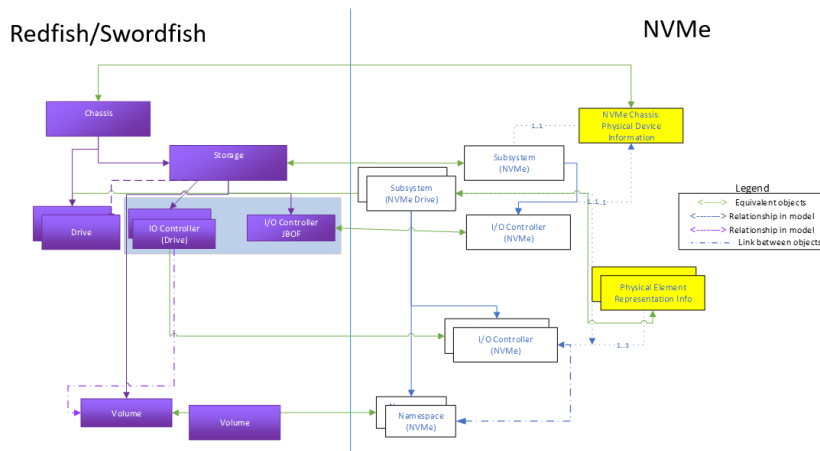 Redfish/Swordfish
NVMe
Chassis
NVMe Chassis:
Physical Device
Information
1..1
Storage
Subsystem
(NVMe)
Subsystem
(NVMe Drive)
1..1
Legend
Equivalent objects
Relationship in model
Relationship in model
Link between objects
Drive
IO Controller
(Drive)
I/O Controller
JBOF
I/O Controller
(NVMe)
Physical Element
Representation Info
I/O Controller
(NVMe)
1..1
Volume
Volume
Namespace
(NVMe)